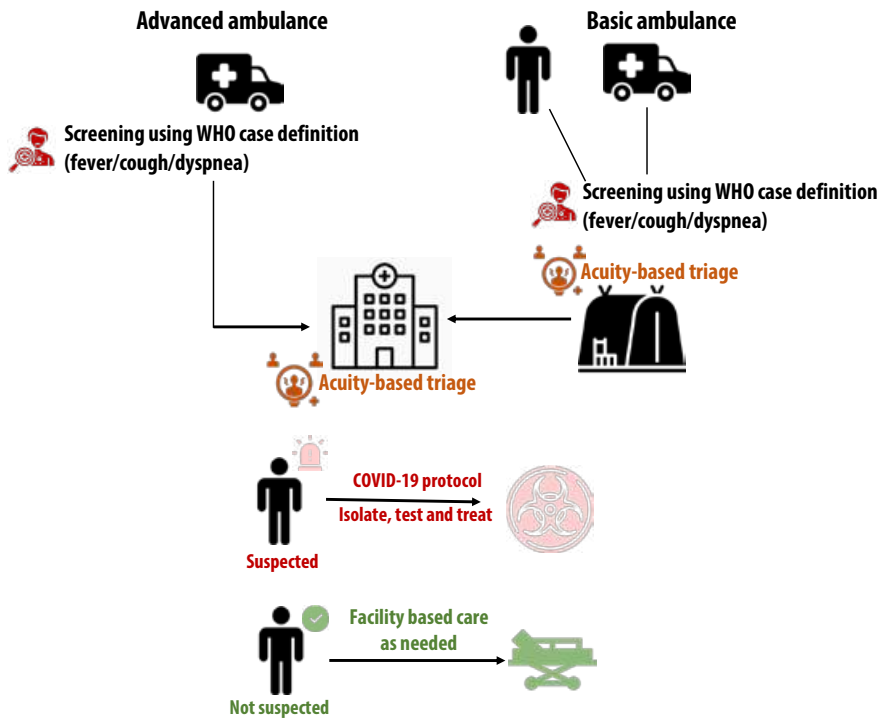 Advanced ambulance
Basic ambulance
Screening using WHO case definition
(fever/cough/dyspnea)
Screening using WHO case definition
(fever/cough/dyspnea)
Acuity-based triage
Acuity-based triage
COVID-19 protocol
Isolate, test and treat
Suspected
Facility based care
as needed
Not suspected